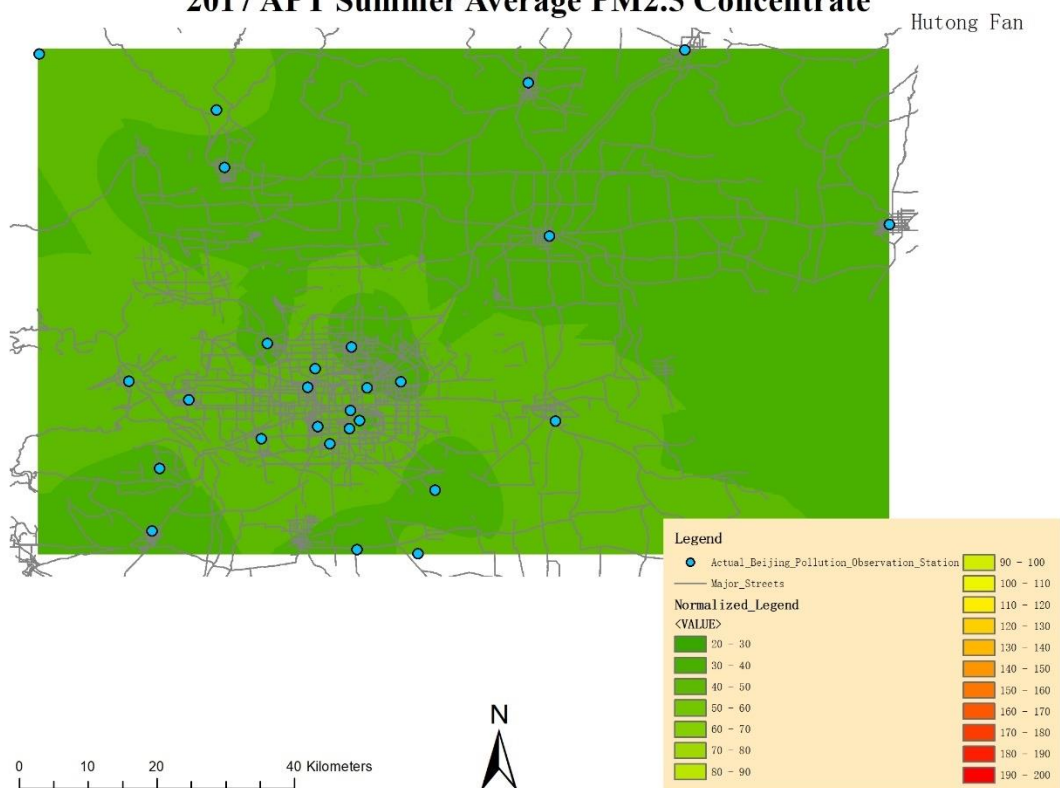 2017 APT Summer Average PM2.5 Concentrate
Hutong Fan
Legend
Actual_Beijing_Pollution_Observation_Station
Major_Streets
Normalized_Legend
<VALUE>
20 - 30
30 - 40
40 - 50
50 - 60
60 - 70
70 - 80
80 - 90
90 - 100
100 - 110
110 - 120
120 - 130
130 - 140
140 - 150
150 - 160
160 - 170
170 - 180
180 - 190
190 - 200
N
0 10 20 40 Kilometers